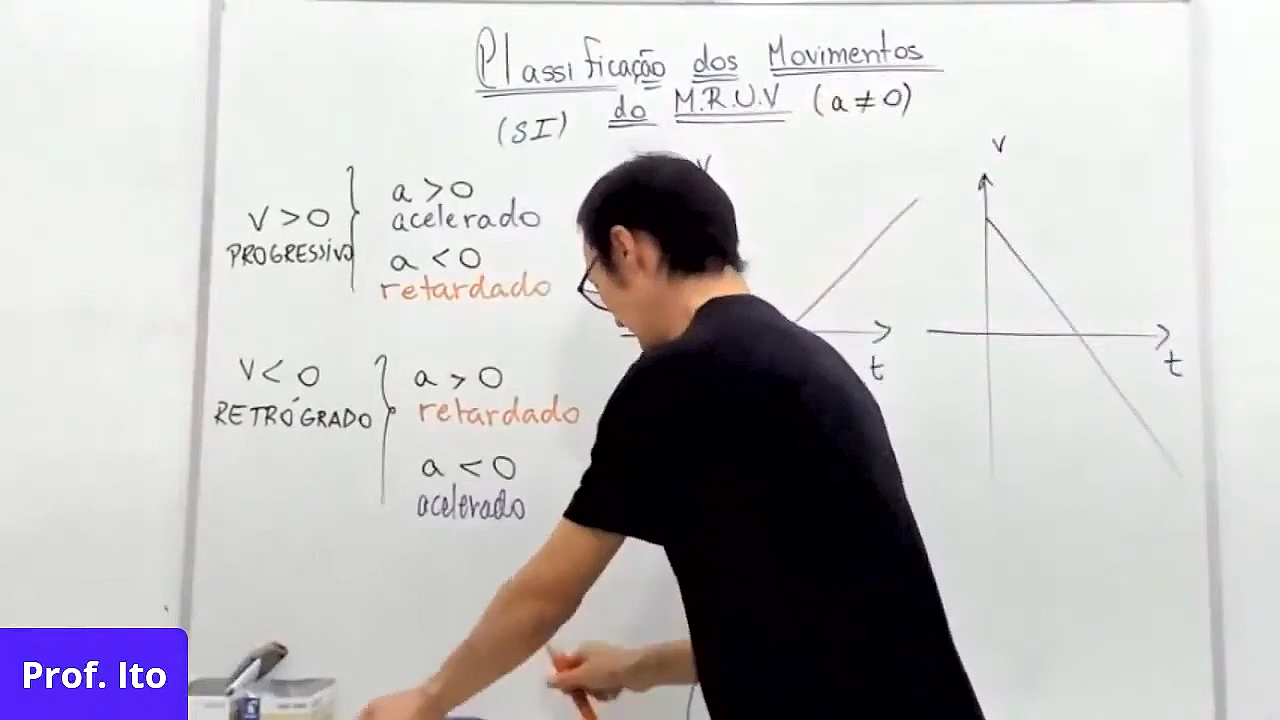 Classificação dos Movimentos
(SI) do M.R.U.V (a ≠ 0)
V > 0
PROGRESSIVO
a > 0
acelerado
a < 0
retardado
V < 0
RETRÓGRADO
a > 0
retardado
a < 0
acelerado
V
t
V
t
Prof. Ito